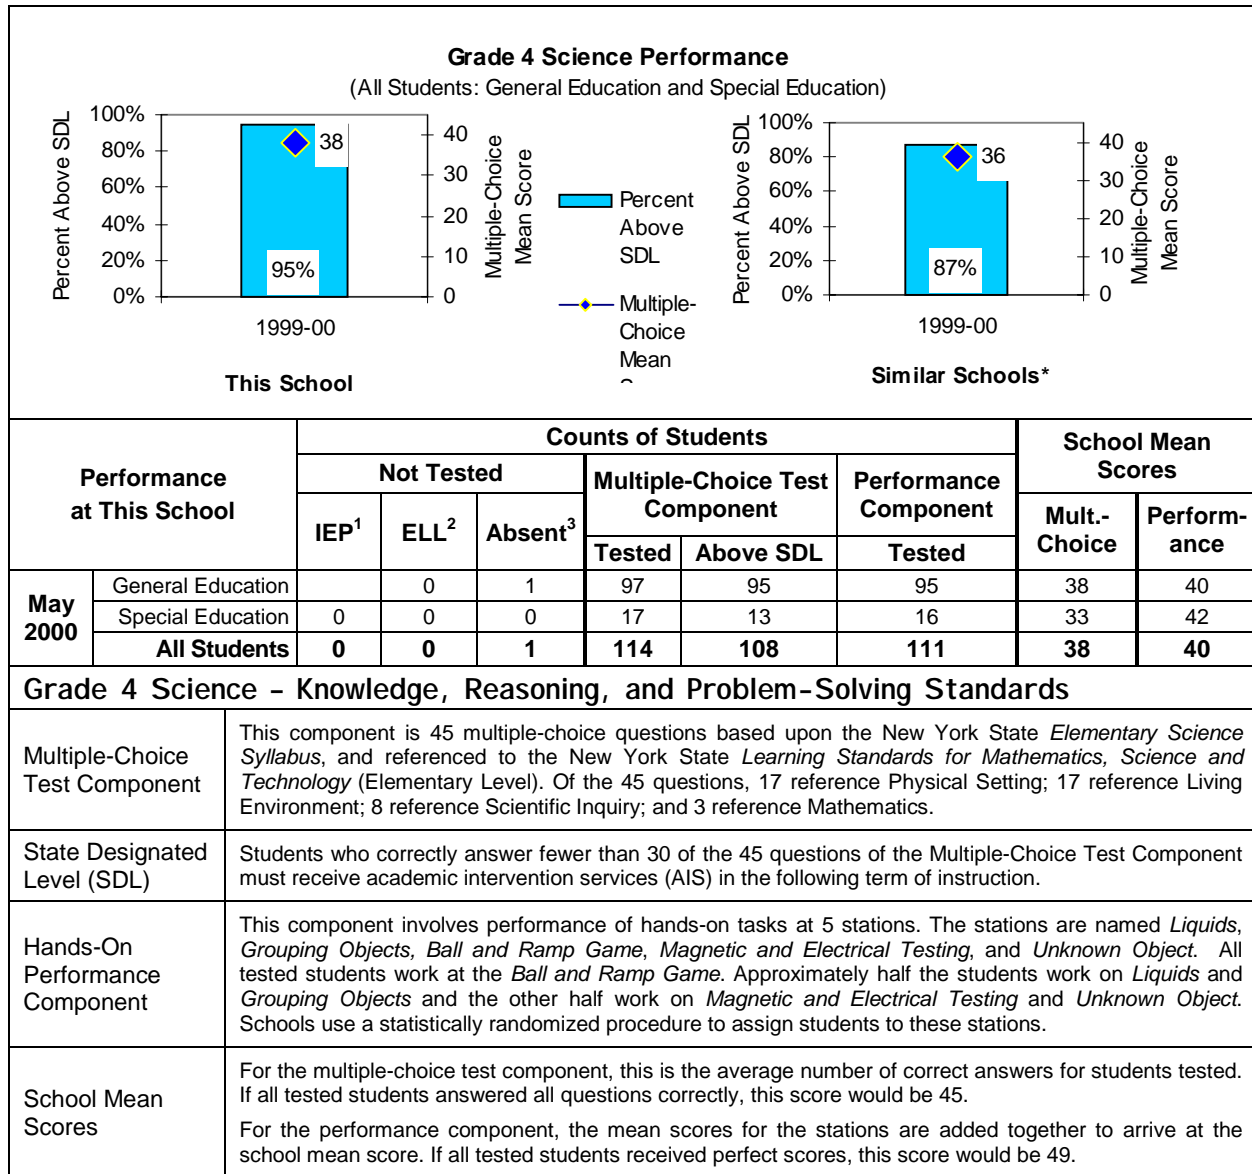 Grade 4 Science Performance
(All Students: General Education and Special Education)
Percent Above SDL
100%
80%
60%
40%
20%
0%
38
95%
40
30
20
10
0
Multiple-Choice
Mean Score
1999-00
This School
Percent
Above
SDL
Multiple-
Choice
Mean
Percent Above SDL
100%
80%
60%
40%
20%
0%
36
87%
40
30
20
10
0
Multiple-Choice
Mean Score
1999-00
Similar Schools*
Performance
at This School
Counts of Students
School Mean
Scores
Not Tested
Multiple-Choice Test
Component
Performance
Component
IEP1 ELL2 Absent3
Tested Above SDL Tested
Mult.-
Choice
Perform-
ance
May
2000
General Education 0 1 97 95 95 38 40
Special Education 0 0 0 17 13 16 33 42
All Students 0 0 1 114 108 111 38 40
Grade 4 Science – Knowledge, Reasoning, and Problem-Solving Standards
Multiple-Choice
Test Component
This component is 45 multiple-choice questions based upon the New York State Elementary Science
Syllabus, and referenced to the New York State Learning Standards for Mathematics, Science and
Technology (Elementary Level). Of the 45 questions, 17 reference Physical Setting; 17 reference Living
Environment; 8 reference Scientific Inquiry; and 3 reference Mathematics.
State Designated
Level (SDL)
Students who correctly answer fewer than 30 of the 45 questions of the Multiple-Choice Test Component
must receive academic intervention services (AIS) in the following term of instruction.
Hands-On
Performance
Component
This component involves performance of hands-on tasks at 5 stations. The stations are named Liquids,
Grouping Objects, Ball and Ramp Game, Magnetic and Electrical Testing, and Unknown Object. All
tested students work at the Ball and Ramp Game. Approximately half the students work on Liquids and
Grouping Objects and the other half work on Magnetic and Electrical Testing and Unknown Object.
Schools use a statistically randomized procedure to assign students to these stations.
School Mean
Scores
For the multiple-choice test component, this is the average number of correct answers for students tested.
If all tested students answered all questions correctly, this score would be 45.
For the performance component, the mean scores for the stations are added together to arrive at the
school mean score. If all tested students received perfect scores, this score would be 49.